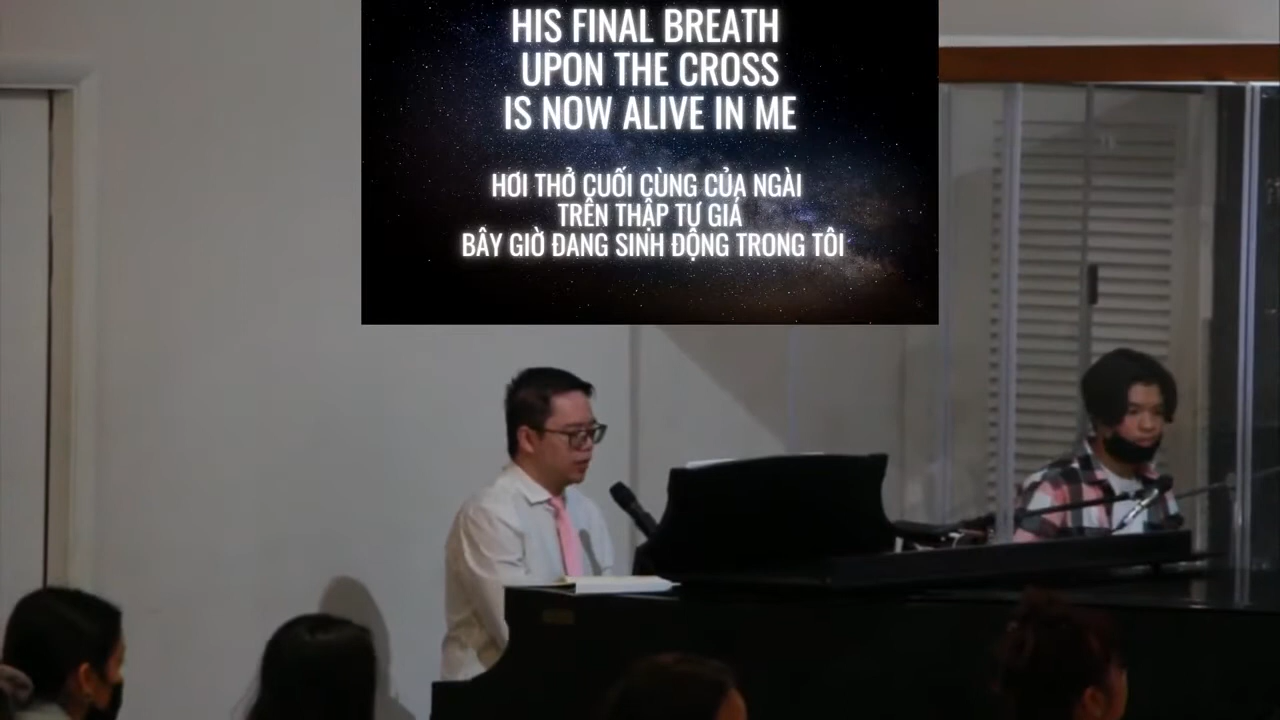 HIS FINAL BREATH
UPON THE CROSS
IS NOW ALIVE IN ME
HƠI THỞ CUỐI CÙNG CỦA NGÀI
TRÊN THẬP TỰ GIÁ
BÂY GIỜ ĐANG SINH ĐỘNG TRONG TÔI